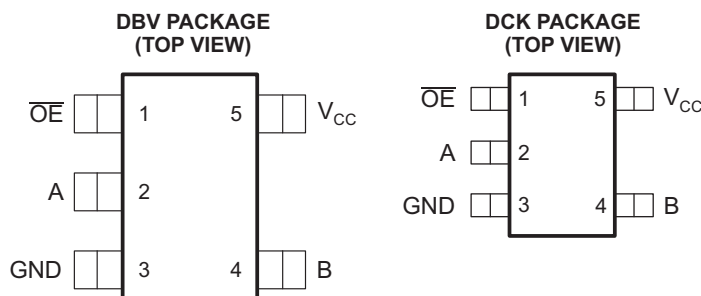 DBV PACKAGE
(TOP VIEW)
OE 1 5 VCC
A 2
GND 3 4 B
DCK PACKAGE
(TOP VIEW)
OE 1 5 VCC
A 2
GND 3 4 B